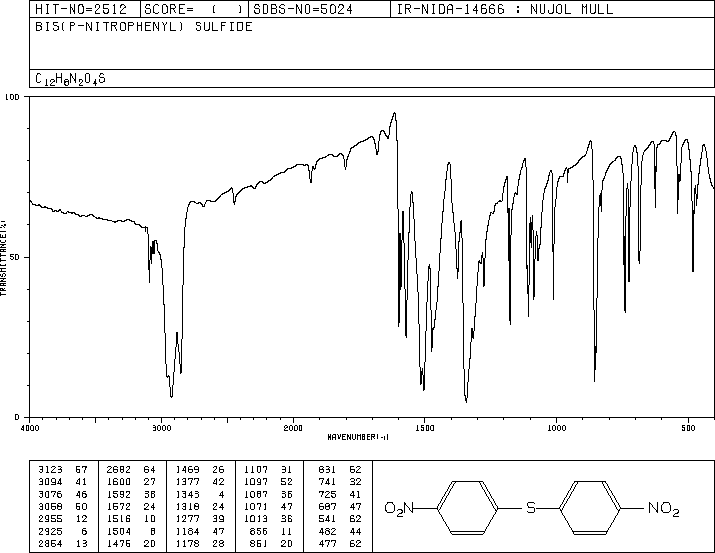 HIT-NO=2512 SCORE= ( ) SDBS-NO=5024 IR-NIDA-14666 : NUJOL MULL
BIS(P-NITROPHENYL) SULFIDE
C12H8N2O4S
100
50
0
TRANSMITTANCE(%)
4000 3000 2000 1500 1000 500
WAVENUMBER(-1)
3123 57 2682 64 1469 26 1107 31 831 62
3094 41 1600 27 1377 42 1097 52 741 32
3076 46 1592 38 1343 4 1087 36 725 41
3058 50 1572 24 1318 24 1071 47 687 47
2955 12 1516 10 1277 39 1013 36 541 62
2925 6 1504 8 1184 47 856 11 482 44
2854 13 1476 20 1178 28 851 20 477 62
O2N S NO2